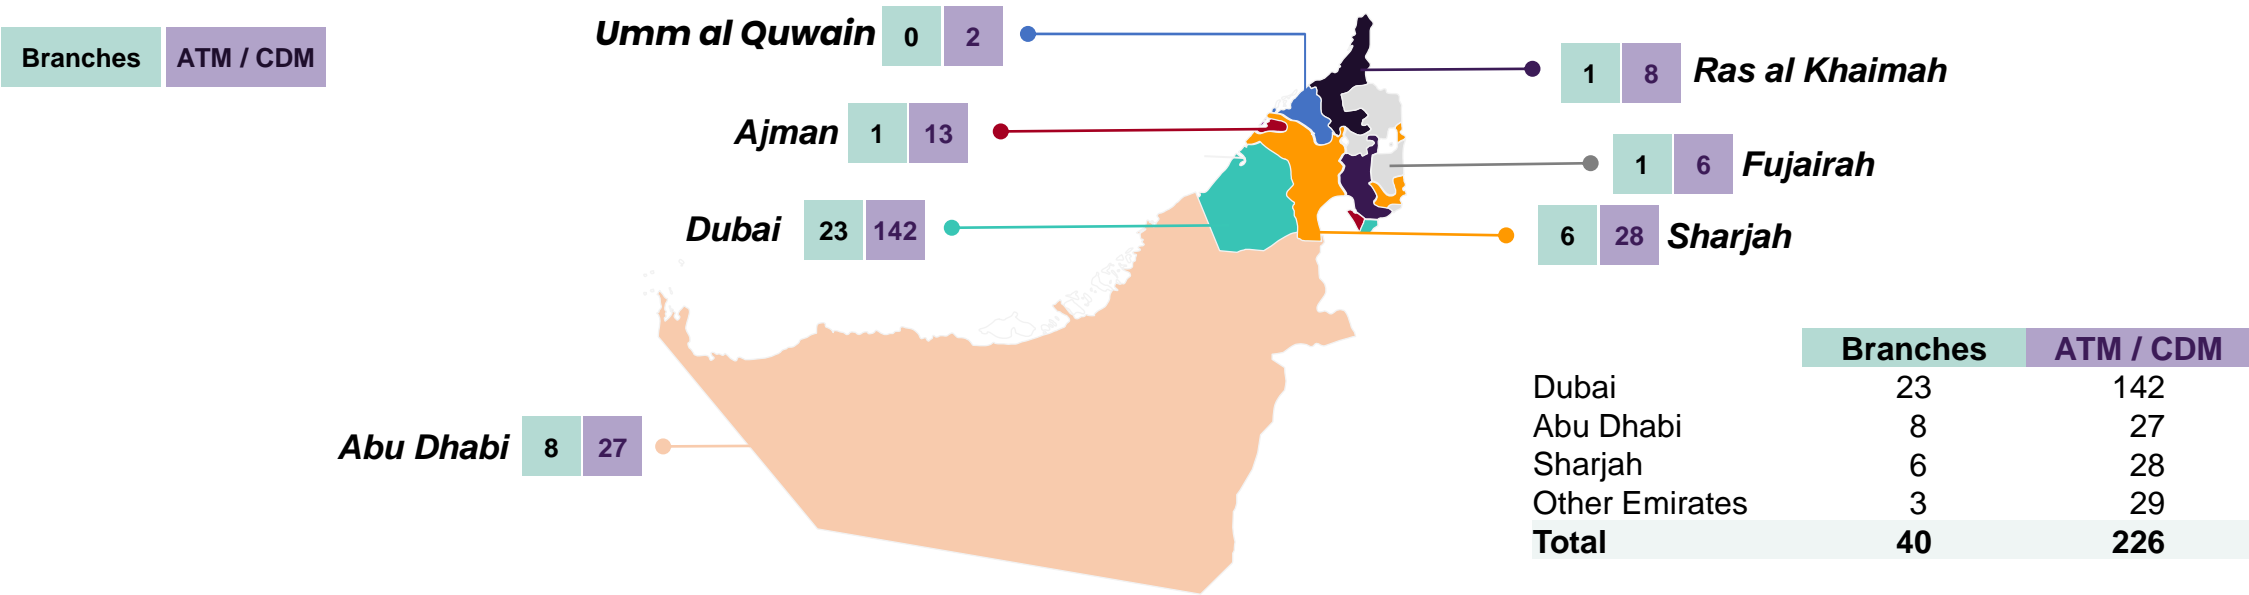 Branches ATM / CDM
Umm al Quwain 0 2
1 8 Ras al Khaimah
Ajman 1 13
1 6 Fujairah
Dubai 23 142
6 28 Sharjah
Abu Dhabi 8 27
Branches ATM / CDM
Dubai 23 142
Abu Dhabi 8 27
Sharjah 6 28
Other Emirates 3 29
Total 40 226